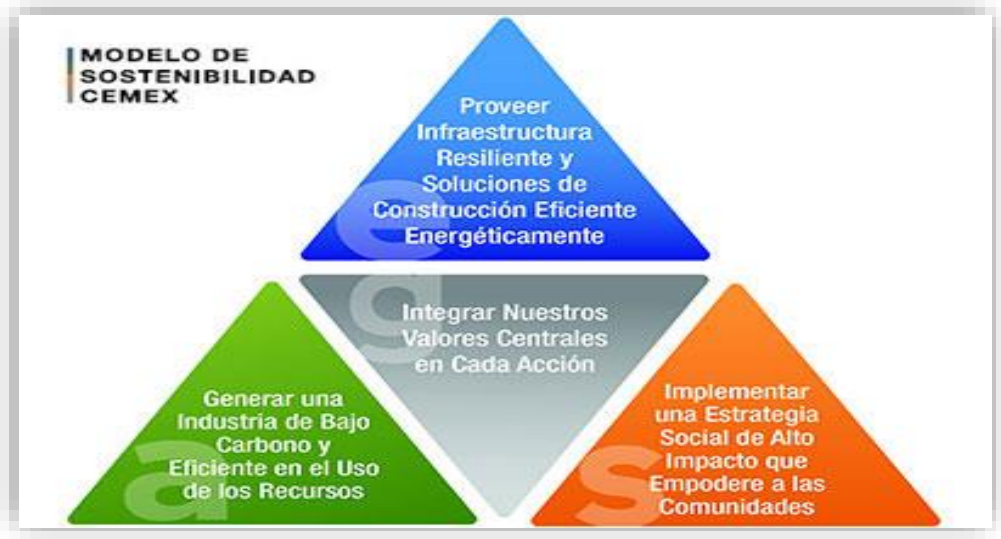 MODELO DE
SOSTENIBILIDAD
CEMEX
Proveer
Infraestructura
Resiliente y
Soluciones de
Construcción Eficiente
Energéticamente
e
g
Integrar Nuestros
Valores Centrales
en Cada Acción
Generar una
Industria de Bajo
Carbono y
Eficiente en el Uso
de los Recursos
a
Implementar
una Estrategia
Social de Alto
Impacto que
Empodere a las
Comunidades
s